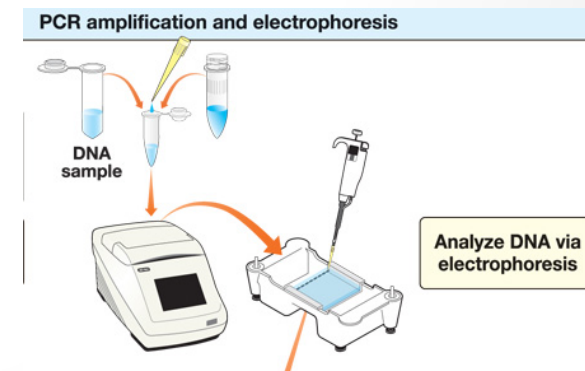 PCR amplification and electrophoresis
DNA
sample
Analyze DNA via
electrophoresis